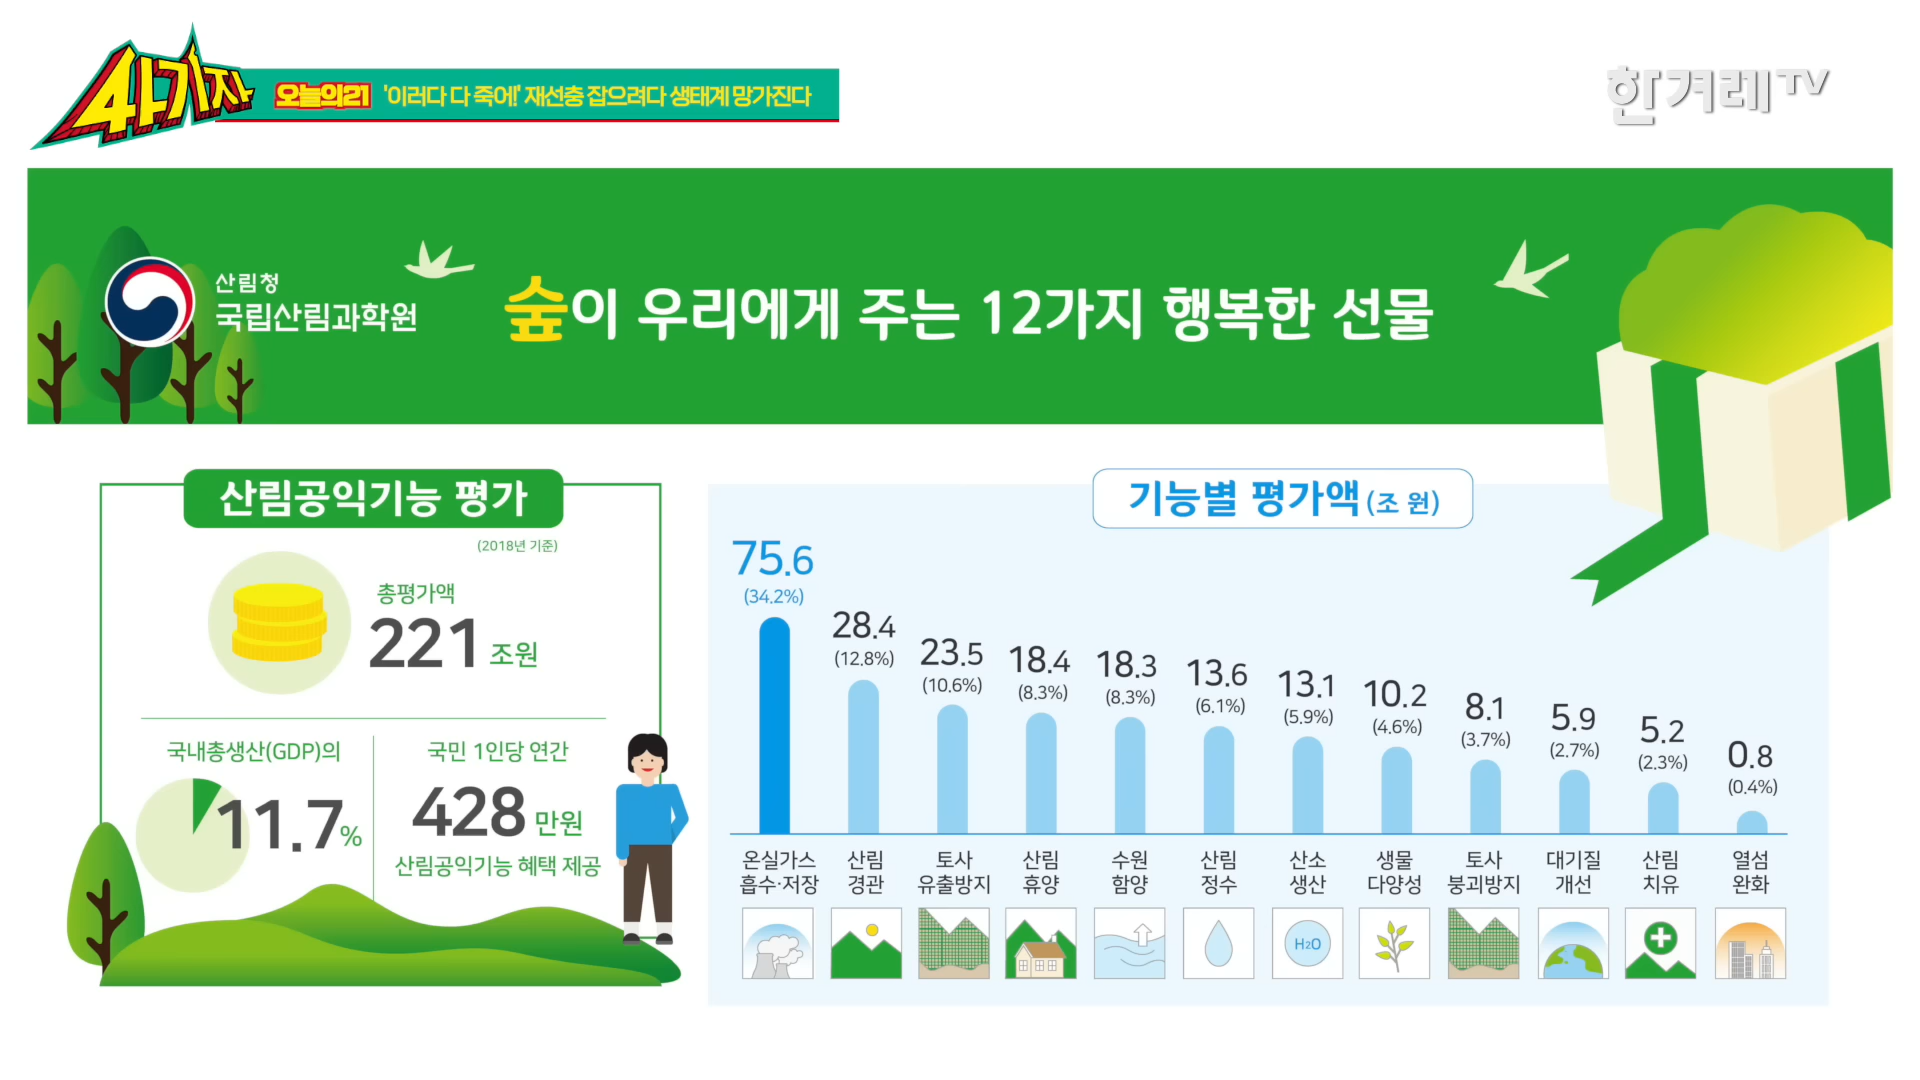 4사기자
오늘의21 '이러다 다 죽어!' 재선충 잡으려다 생태계 망가진다
한겨레TV
산림청
국립산림과학원
숲이 우리에게 주는 12가지 행복한 선물
산림공익기능 평가
(2018년 기준)
총평가액
221 조원
국내총생산(GDP)의
11.7%
국민 1인당 연간
428 만원
산림공익기능 혜택 제공
기능별 평가액 (조 원)
75.6
(34.2%)
28.4
(12.8%)
23.5
(10.6%)
18.4
(8.3%)
18.3
(8.3%)
13.6
(6.1%)
13.1
(5.9%)
10.2
(4.6%)
8.1
(3.7%)
5.9
(2.7%)
5.2
(2.3%)
0.8
(0.4%)
온실가스
흡수·저장
산림
경관
토사
유출방지
산림
휴양
수원
함양
산림
정수
산소
생산
생물
다양성
토사
붕괴방지
대기질
개선
산림
치유
열섬
완화
H2O